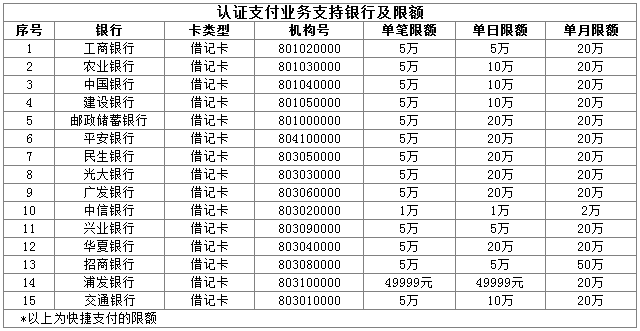 认证支付业务支持银行及限额
序号 银行 卡类型 机构号 单笔限额 单日限额 单月限额
1 工商银行 借记卡 801020000 5万 5万 20万
2 农业银行 借记卡 801030000 5万 10万 20万
3 中国银行 借记卡 801040000 5万 10万 20万
4 建设银行 借记卡 801050000 5万 10万 20万
5 邮政储蓄银行 借记卡 801000000 5万 20万 20万
6 平安银行 借记卡 804100000 5万 20万 20万
7 民生银行 借记卡 803050000 5万 20万 20万
8 光大银行 借记卡 803030000 5万 20万 20万
9 广发银行 借记卡 803060000 5万 20万 20万
10 中信银行 借记卡 803020000 1万 1万 2万
11 兴业银行 借记卡 803090000 5万 5万 20万
12 华夏银行 借记卡 803040000 5万 20万 20万
13 招商银行 借记卡 803080000 5万 5万 50万
14 浦发银行 借记卡 803100000 49999元 49999元 20万
15 交通银行 借记卡 803010000 5万 10万 20万
*以上为快捷支付的限额